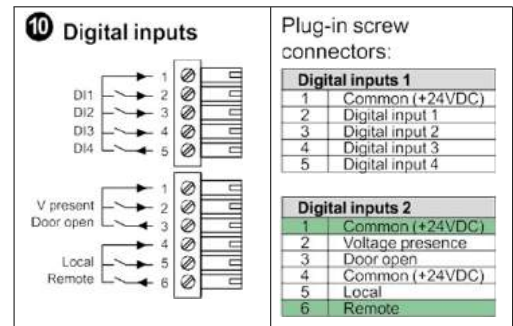 10 Digital inputs
1
DI1 2
DI2 3
DI3 4
DI4 5
1
V present 2
Door open 3
4
Local 5
Remote 6
Plug-in screw
connectors:
Digital inputs 1
1 Common (+24VDC)
2 Digital input 1
3 Digital input 2
4 Digital input 3
5 Digital input 4
Digital inputs 2
1 Common (+24VDC)
2 Voltage presence
3 Door open
4 Common (+24VDC)
5 Local
6 Remote